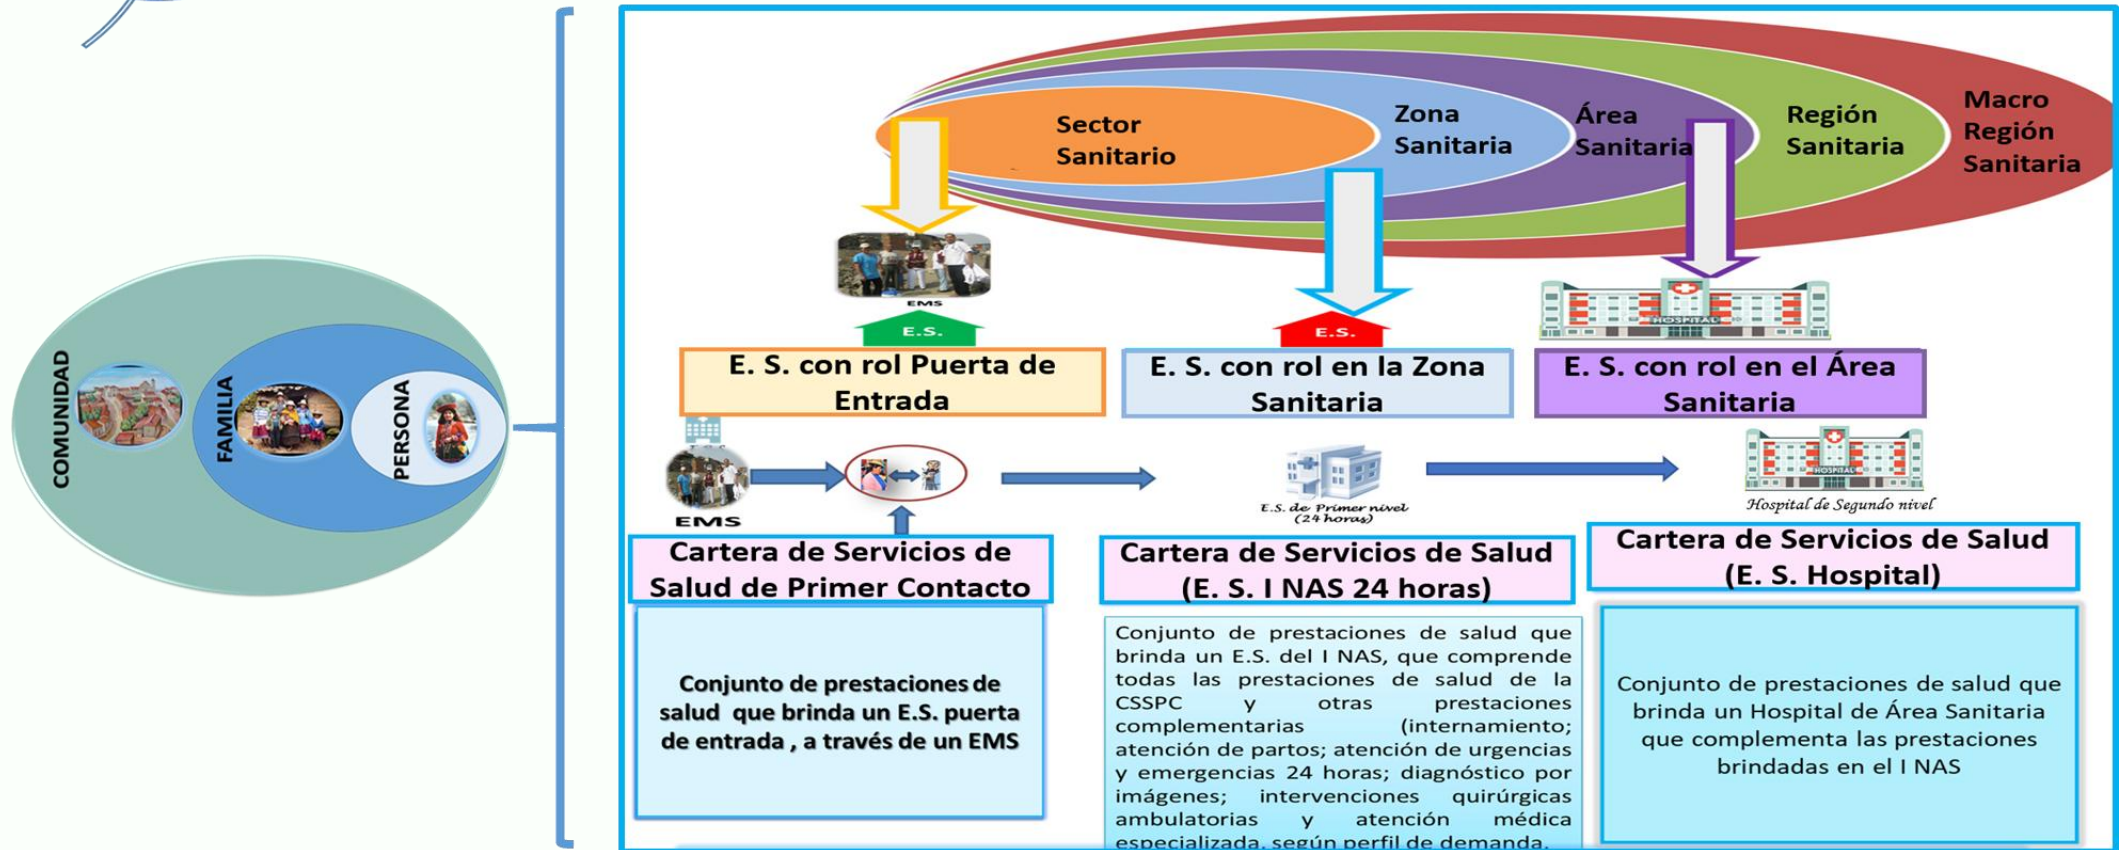 COMUNIDAD
FAMILIA
PERSONA
Sector
Sanitario
Zona
Sanitaria
Área
Sanitaria
Región
Sanitaria
Macro
Región
Sanitaria
EMS
E.S.
E.S.
HOSPITAL
E. S. con rol Puerta de
Entrada
E. S. con rol en la Zona
Sanitaria
E. S. con rol en el Área
Sanitaria
EMS
E.S. de Primer nivel
(24 horas)
HOSPITAL
Hospital de Segundo nivel
Cartera de Servicios de
Salud de Primer Contacto
Cartera de Servicios de Salud
(E. S. I NAS 24 horas)
Cartera de Servicios de Salud
(E. S. Hospital)
Conjunto de prestaciones de
salud que brinda un E.S. puerta
de entrada , a través de un EMS
Conjunto de prestaciones de salud que
brinda un E.S. del I NAS, que comprende
todas las prestaciones de salud de la
CSSPC y otras prestaciones
complementarias (internamiento;
atención de partos; atención de urgencias
y emergencias 24 horas; diagnóstico por
imágenes; intervenciones quirúrgicas
ambulatorias y atención médica
especializada, según perfil de demanda.
Conjunto de prestaciones de salud que
brinda un Hospital de Área Sanitaria
que complementa las prestaciones
brindadas en el I NAS